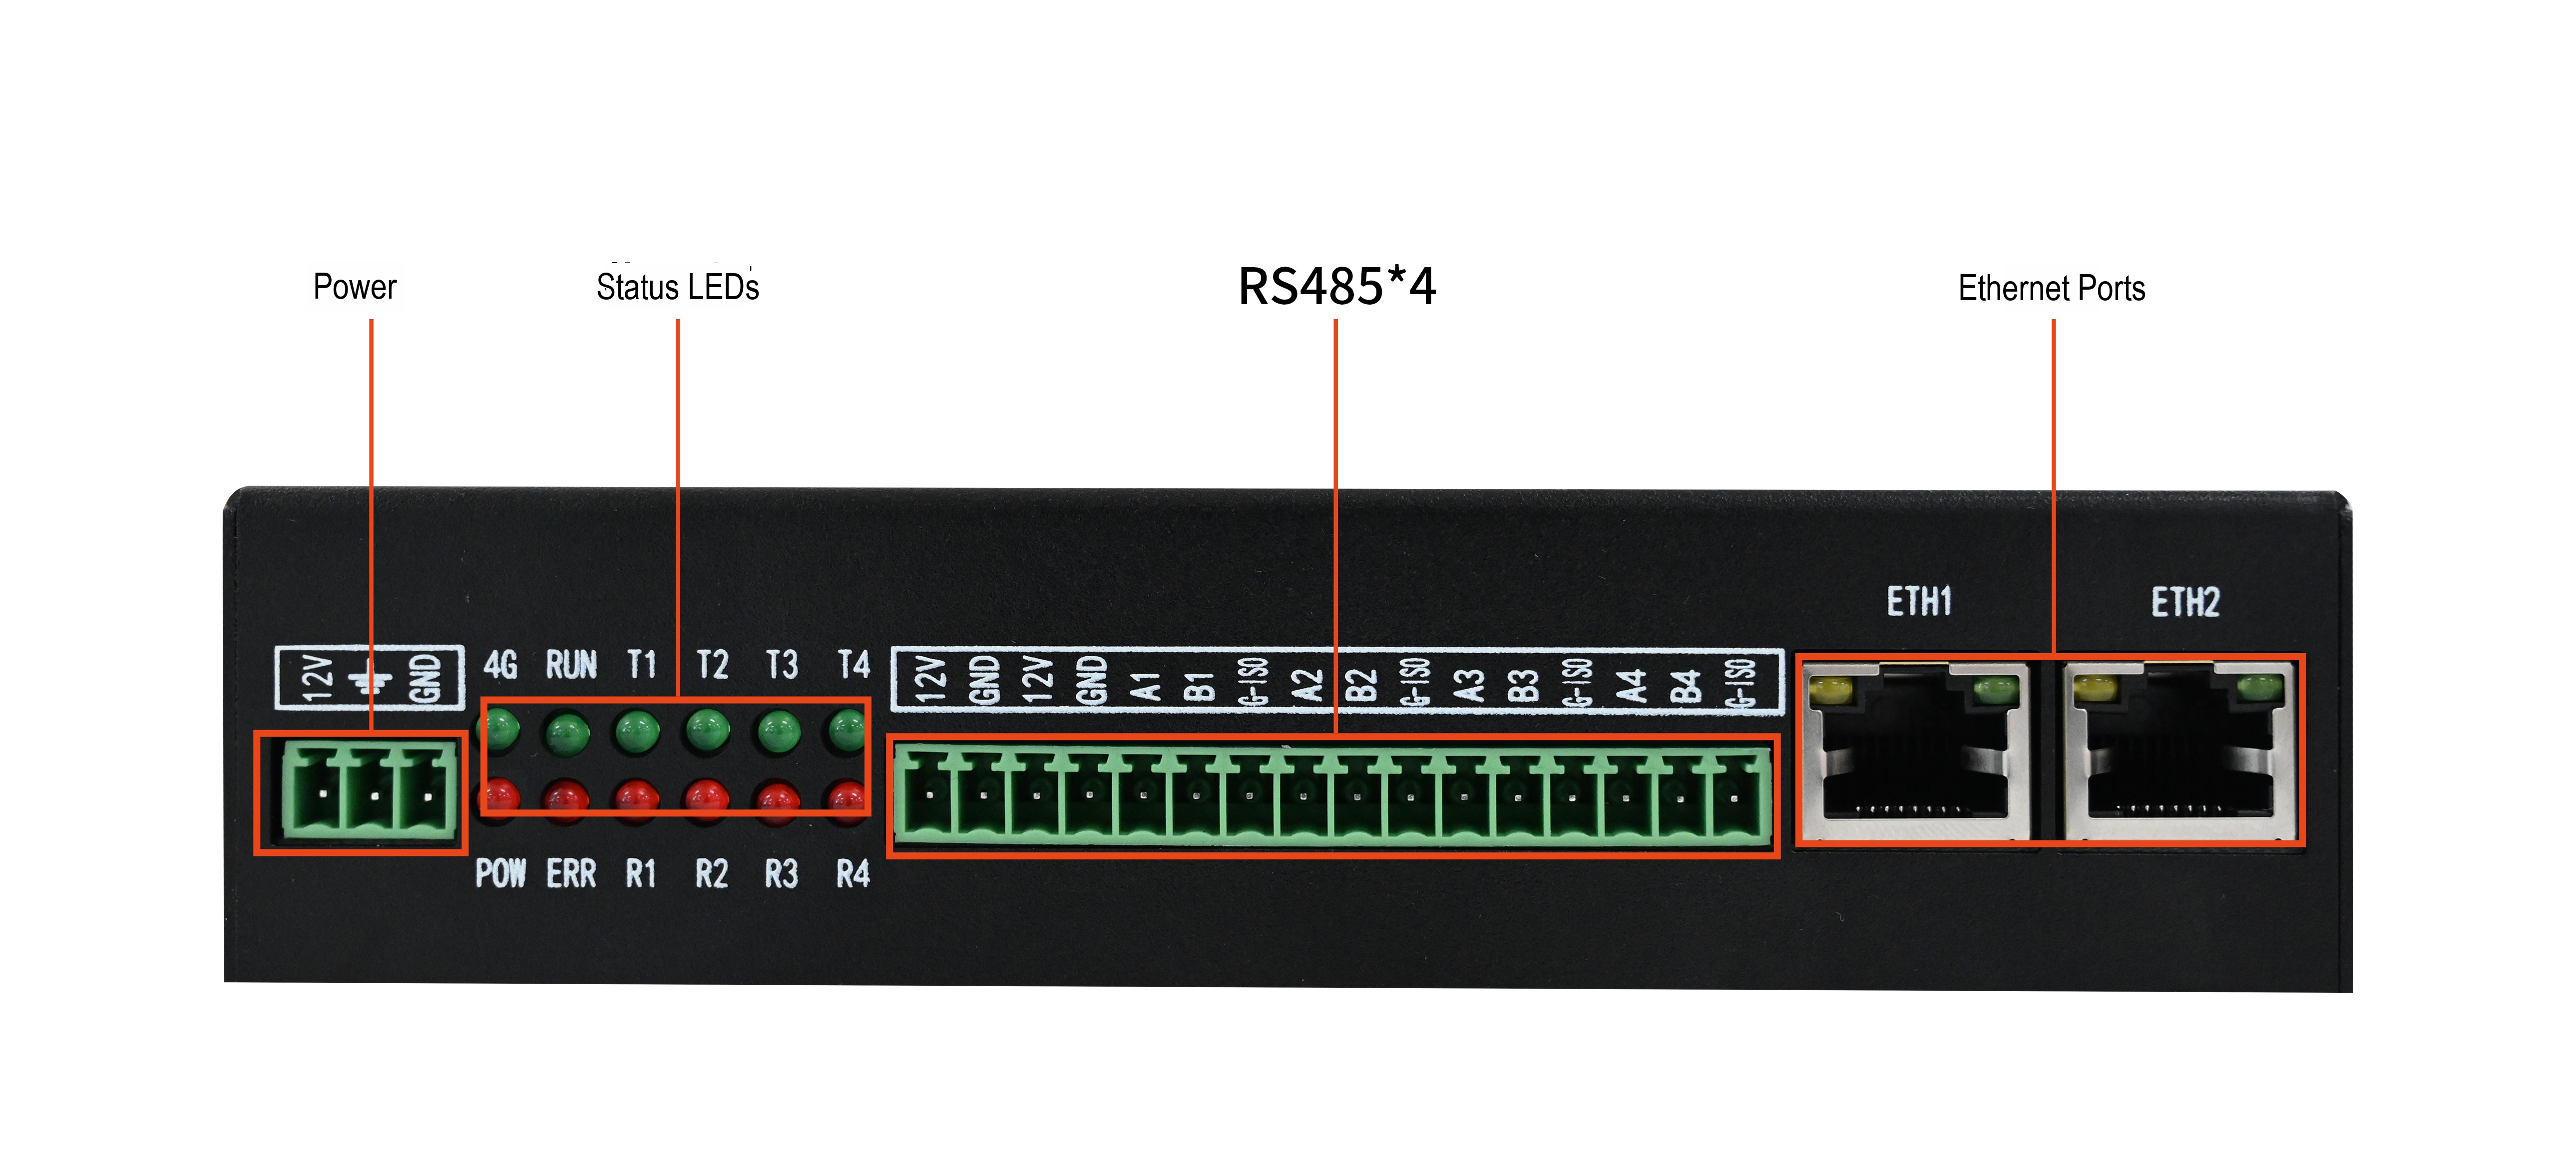 Power
Status LEDs
RS485*4
Ethernet Ports
ETH1 ETH2
12V GND
4G RUN T1 T2 T3 T4
12V GND 12V GND A1 B1 G-ISO A2 B2 G-ISO A3 B3 G-ISO A4 B4 G-ISO
POW ERR R1 R2 R3 R4